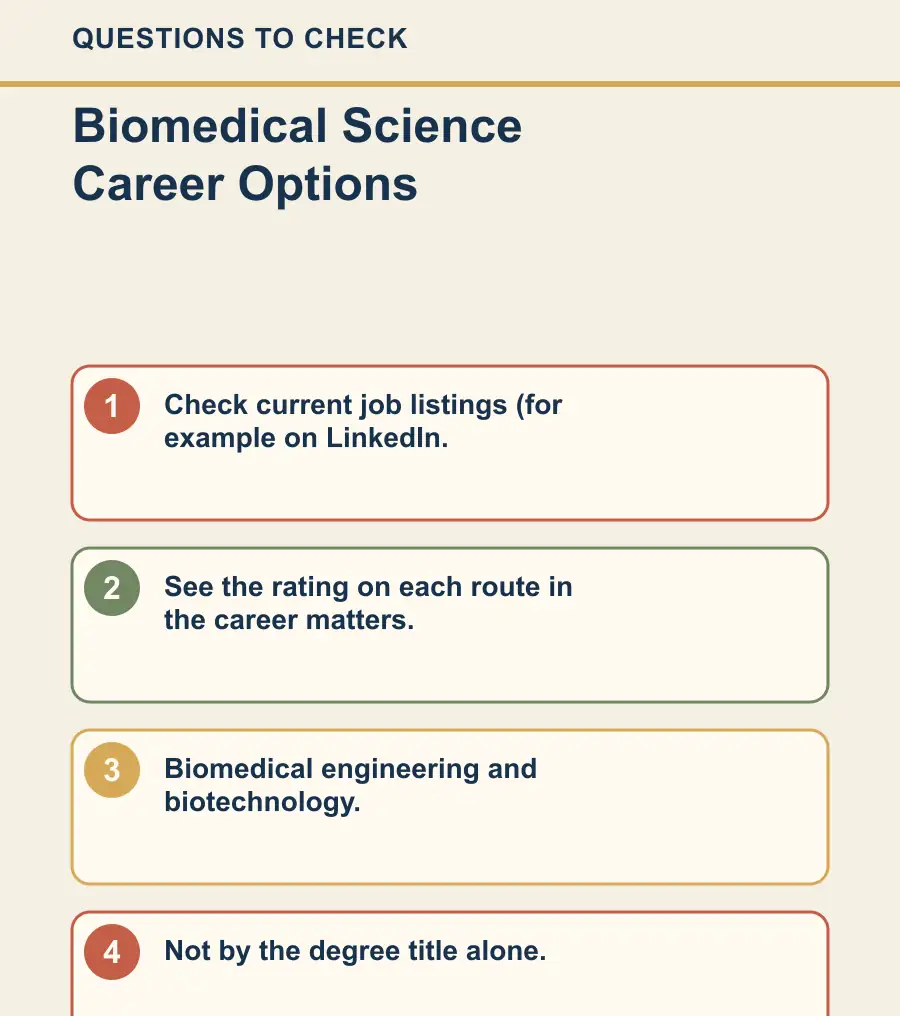 QUESTIONS TO CHECK
Biomedical Science
Career Options
1
Check current job listings (for
example on LinkedIn.
2
See the rating on each route in
the career matters.
3
Biomedical engineering and
biotechnology.
4
Not by the degree title alone.